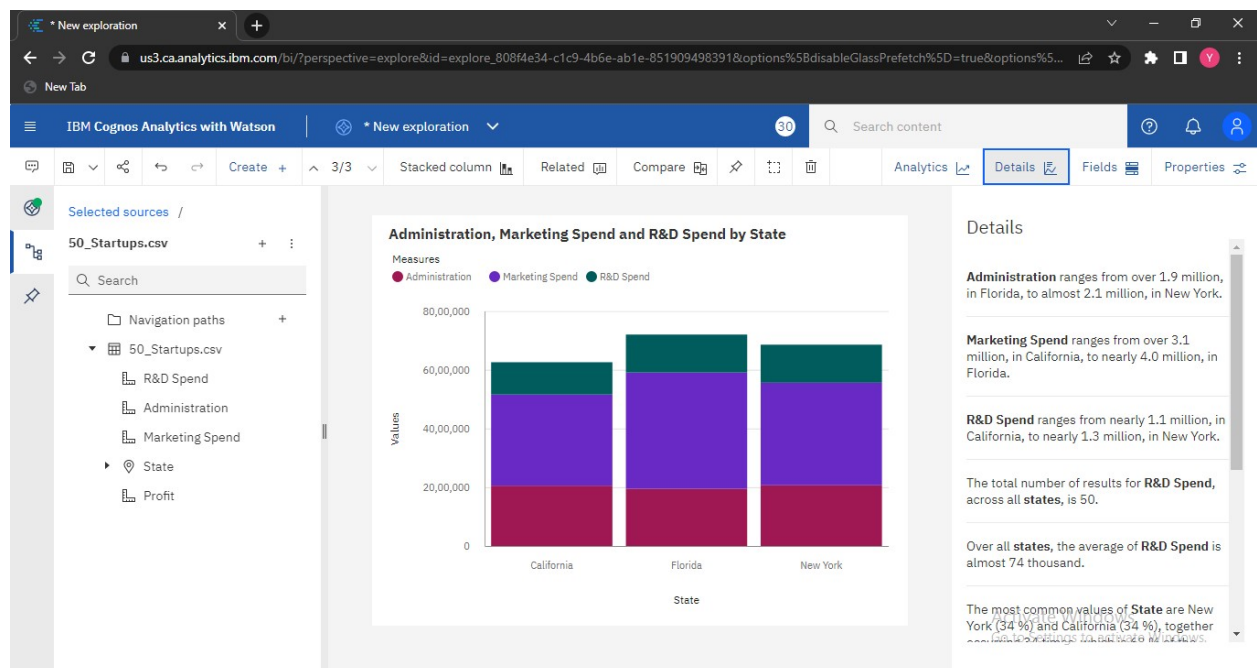 * New exploration
us3.ca.analytics.ibm.com/bi/?perspective=explore&id=explore_808f4e34-c1c9-4b6e-ab1e-851909498391&options%5BdisableGlassPrefetch%5D=true&options%5...
Y
New Tab
IBM Cognos Analytics with Watson
* New exploration
30
Search content
Create +
3/3
Stacked column
Related
Compare
Analytics
Details
Fields
Properties
Selected sources /
50_Startups.csv
Search
Navigation paths
50_Startups.csv
R&D Spend
Administration
Marketing Spend
State
Profit
Administration, Marketing Spend and R&D Spend by State
Measures
Administration Marketing Spend R&D Spend
80,00,000
60,00,000
40,00,000
20,00,000
0
Values
California Florida New York
State
Details
Administration ranges from over 1.9 million,
in Florida, to almost 2.1 million, in New York.
Marketing Spend ranges from over 3.1
million, in California, to nearly 4.0 million, in
Florida.
R&D Spend ranges from nearly 1.1 million, in
California, to nearly 1.3 million, in New York.
The total number of results for R&D Spend,
across all states, is 50.
Over all states, the average of R&D Spend is
almost 74 thousand.
The most common values of State are New
York (34 %) and California (34 %), together
Activate Windows
Go to Settings to activate Windows.